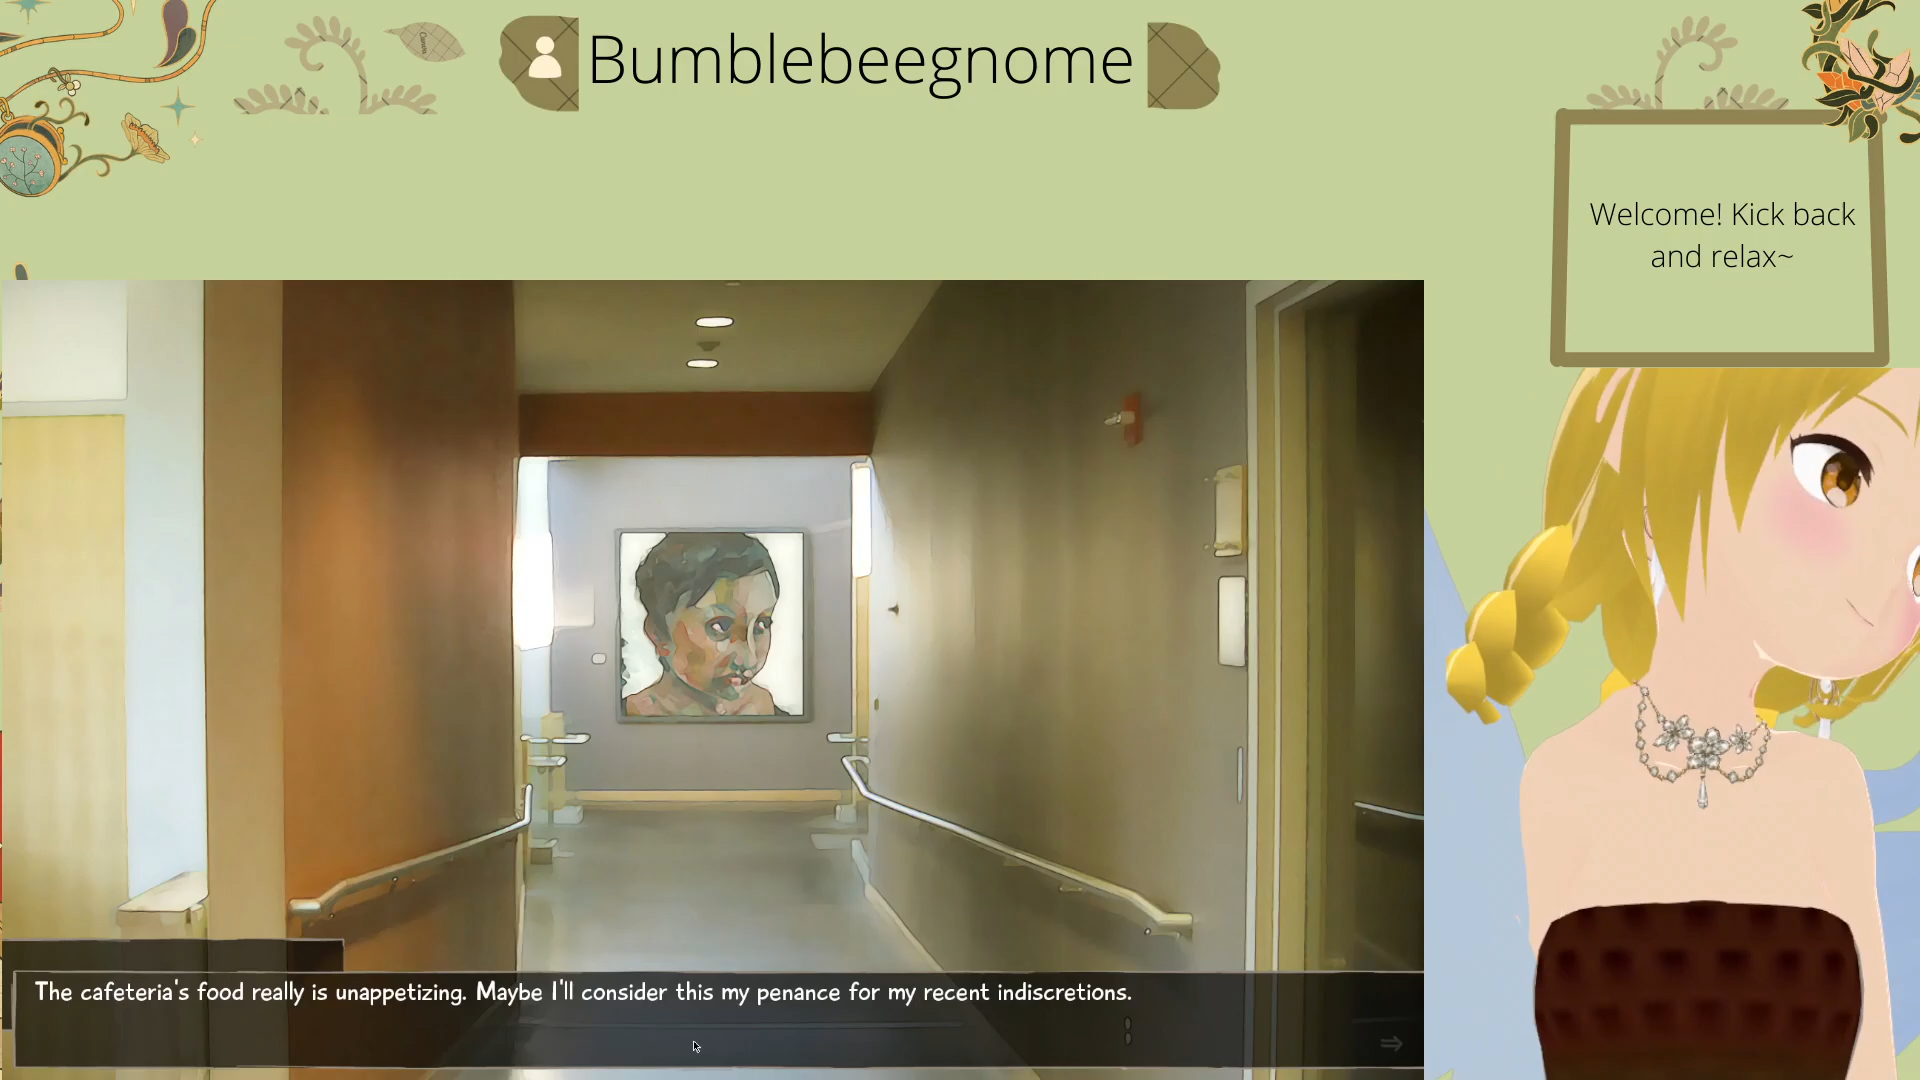 Bumblebeegnome
Welcome! Kick back
and relax~
The cafeteria's food really is unappetizing. Maybe I'll consider this my penance for my recent indiscretions.